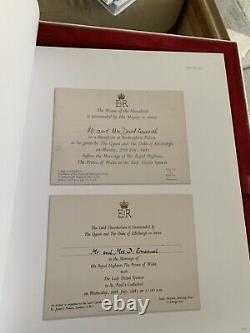 E R
The Master of the Household
is commanded by Her Majesty to invite
Mr and Mrs David Emanuel
to a Reception at Buckingham Palace
to be given by The Queen and The Duke of Edinburgh
on Monday, 27th July, 1981
before the Marriage of His Royal Highness
The Prince of Wales to The Lady Diana Spencer
E R
The Lord Chamberlain is commanded by
The Queen and The Duke of Edinburgh to invite
Mr. and Mrs. D. Emanuel
to the Marriage of
His Royal Highness The Prince of Wales
with
The Lady Diana Spencer
in St. Paul's Cathedral
on Wednesday, 29th July, 1981 at 11.00 a.m.